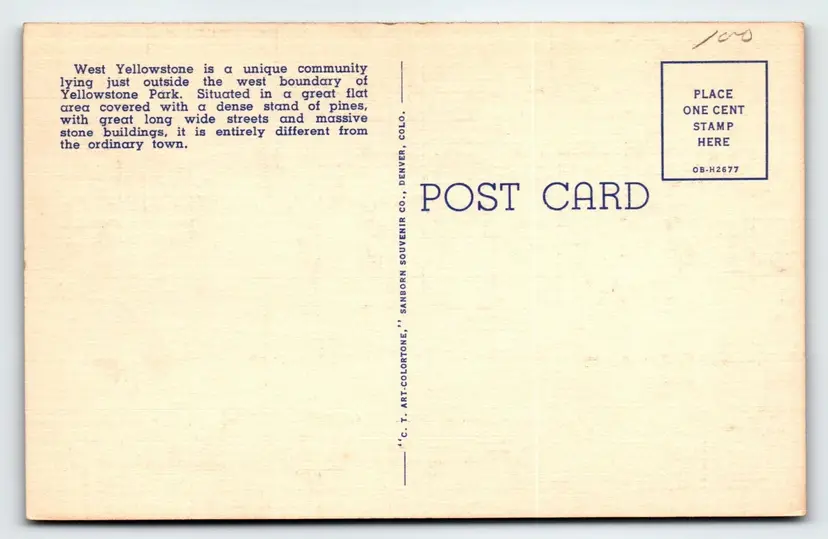 100
West Yellowstone is a unique community
lying just outside the west boundary of
Yellowstone Park. Situated in a great flat
area covered with a dense stand of pines,
with great long wide streets and massive
stone buildings, it is entirely different from
the ordinary town.
"C. T. ART-COLORTONE," SANBORN SOUVENIR CO., DENVER, COLO.
POST CARD
PLACE
ONE CENT
STAMP
HERE
OB-H2677